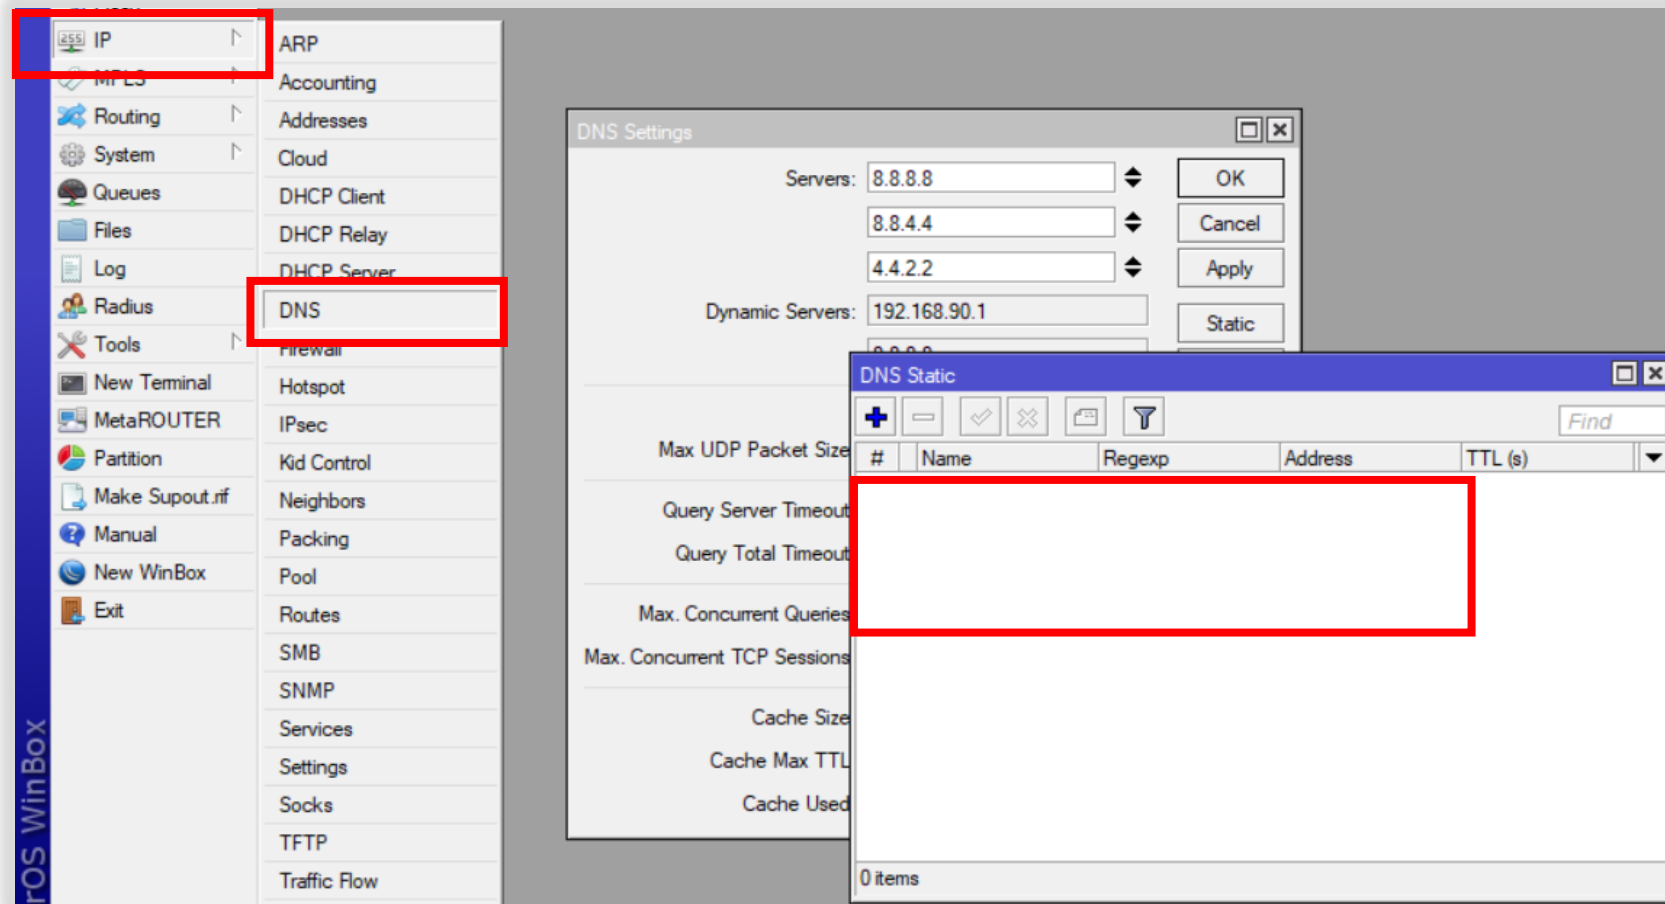 IP
MPLS
Routing
System
Queues
Files
Log
Radius
Tools
New Terminal
MetaROUTER
Partition
Make Supout.rif
Manual
New WinBox
Exit
rOS WinBox
ARP
Accounting
Addresses
Cloud
DHCP Client
DHCP Relay
DHCP Server
DNS
Firewall
Hotspot
IPsec
Kid Control
Neighbors
Packing
Pool
Routes
SMB
SNMP
Services
Settings
Socks
TFTP
Traffic Flow
DNS Settings
Servers: 8.8.8.8
8.8.4.4
4.4.2.2
Dynamic Servers: 192.168.90.1
Max UDP Packet Size
Query Server Timeout
Query Total Timeout
Max. Concurrent Queries
Max. Concurrent TCP Sessions
Cache Size
Cache Max TTL
Cache Used
OK
Cancel
Apply
Static
DNS Static
Find
# Name Regexp Address TTL (s)
0 items